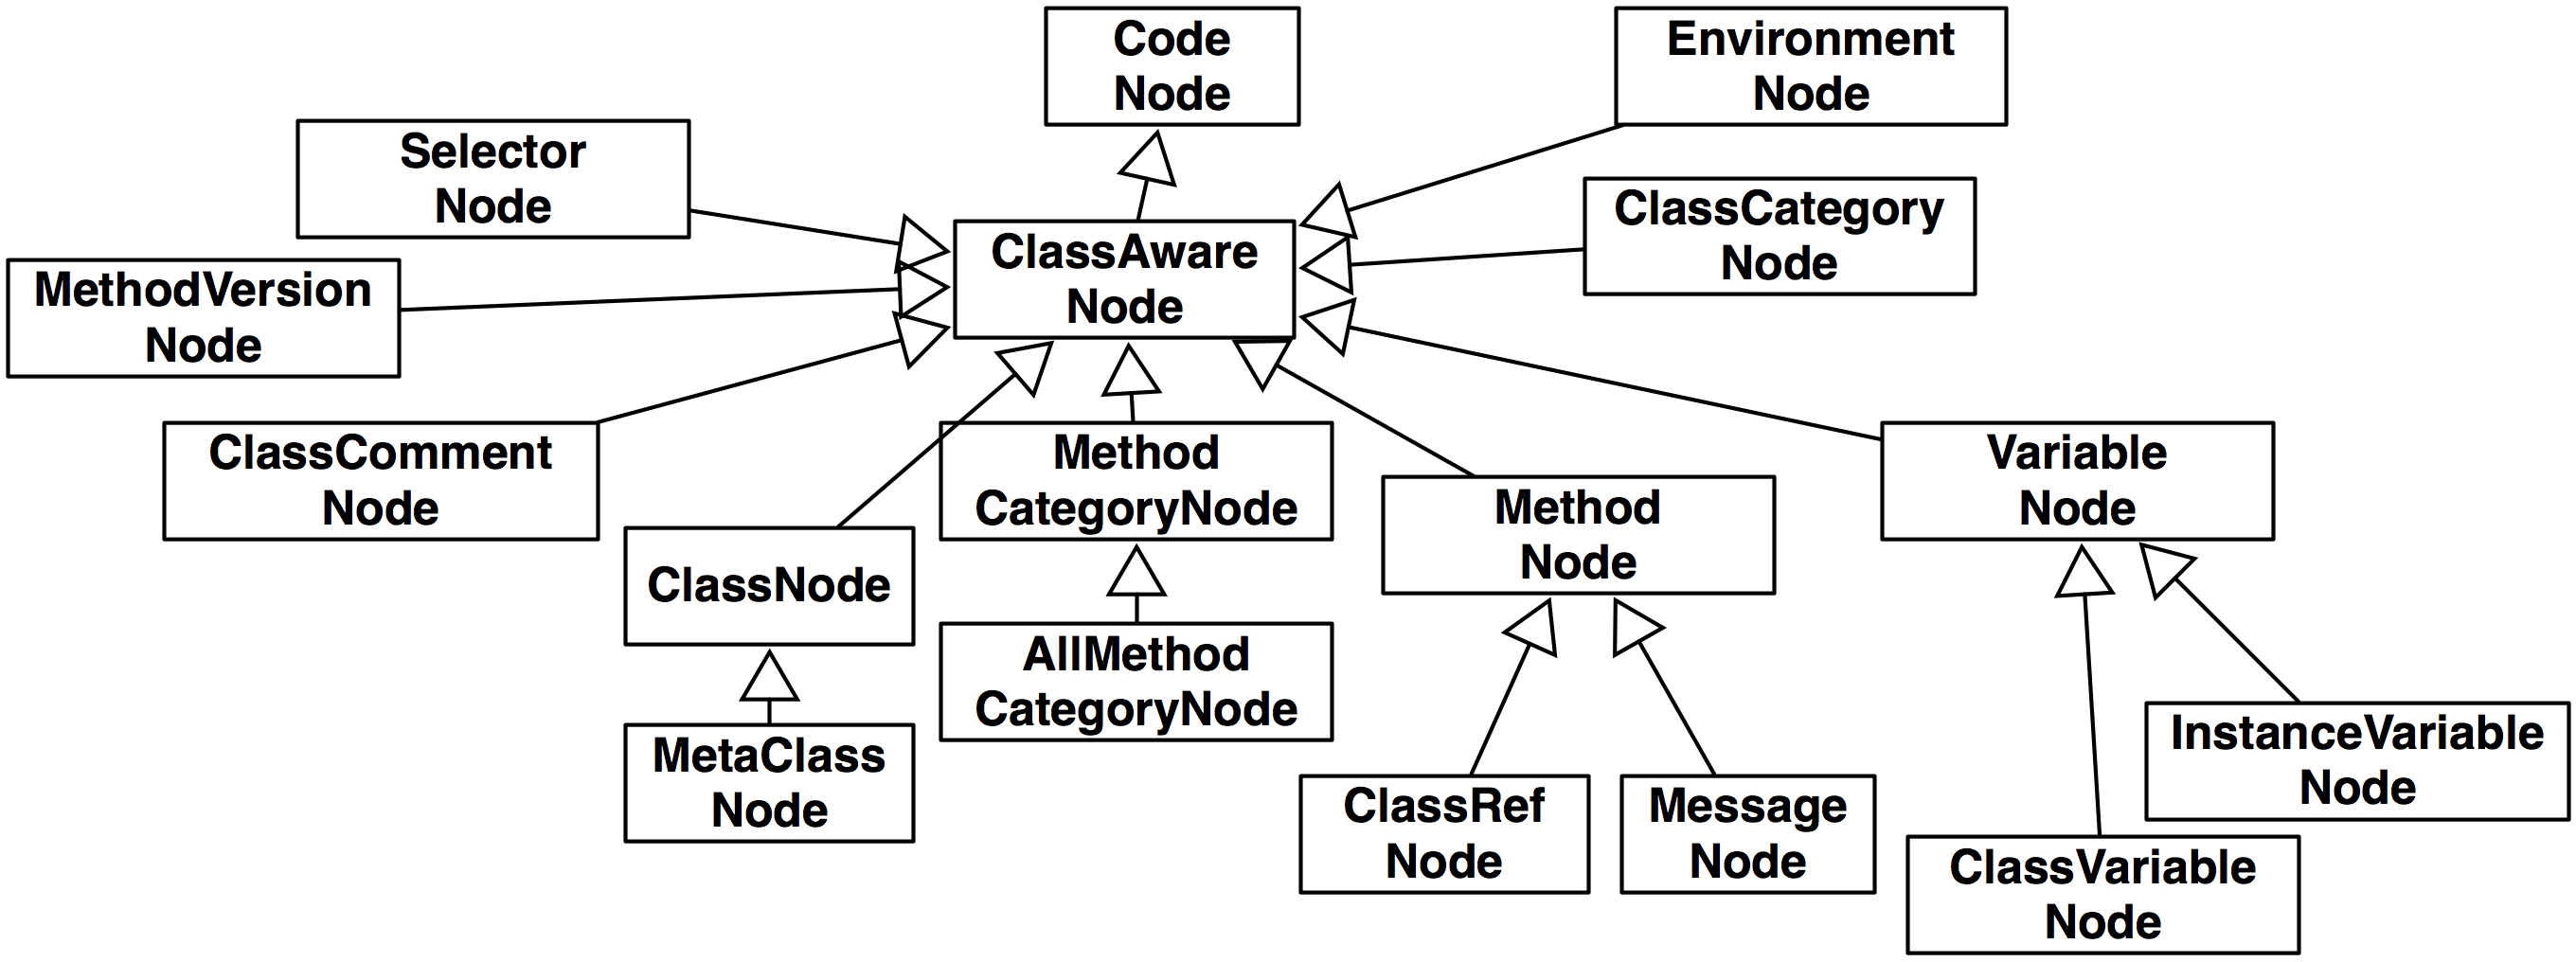 Code
Node
Environment
Node
Selector
Node
ClassCategory
Node
ClassAware
Node
MethodVersion
Node
ClassComment
Node
Method
CategoryNode
Variable
Node
Method
Node
ClassNode
AllMethod
CategoryNode
InstanceVariable
Node
MetaClass
Node
ClassRef
Node
Message
Node
ClassVariable
Node